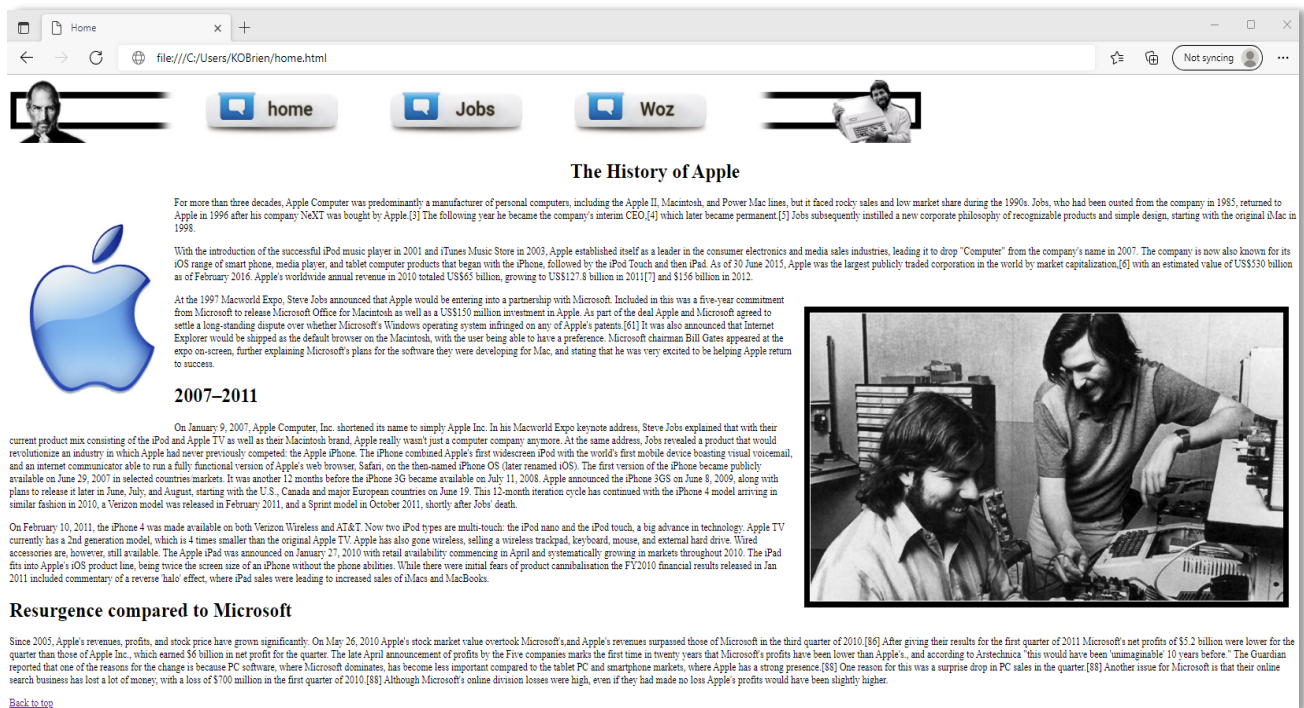 Home
file:///C:/Users/KOBrien/home.html
Not syncing
home
Jobs
Woz
The History of Apple
For more than three decades, Apple Computer was predominantly a manufacturer of personal computers, including the Apple II, Macintosh, and Power Mac lines, but it faced rocky sales and low market share during the 1990s. Jobs, who had been ousted from the company in 1985, returned to
Apple in 1996 after his company NeXT was bought by Apple.[3] The following year he became the company's interim CEO,[4] which later became permanent.[5] Jobs subsequently instilled a new corporate philosophy of recognizable products and simple design, starting with the original iMac in
1998.
With the introduction of the successful iPod music player in 2001 and iTunes Music Store in 2003, Apple established itself as a leader in the consumer electronics and media sales industries, leading it to drop "Computer" from the company's name in 2007. The company is now also known for its
iOS range of smart phone, media player, and tablet computer products that began with the iPhone, followed by the iPod Touch and then iPad. As of 30 June 2015, Apple was the largest publicly traded corporation in the world by market capitalization,[6] with an estimated value of US$530 billion
as of February 2016. Apple's worldwide annual revenue in 2010 totaled US$65 billion, growing to US$127.8 billion in 2011[7] and $156 billion in 2012.
At the 1997 Macworld Expo, Steve Jobs announced that Apple would be entering into a partnership with Microsoft. Included in this was a five-year commitment
from Microsoft to release Microsoft Office for Macintosh as well as a US$150 million investment in Apple. As part of the deal Apple and Microsoft agreed to
settle a long-standing dispute over whether Microsoft's Windows operating system infringed on any of Apple's patents.[61] It was also announced that Internet
Explorer would be shipped as the default browser on the Macintosh, with the user being able to have a preference. Microsoft chairman Bill Gates appeared at the
expo on-screen, further explaining Microsoft's plans for the software they were developing for Mac, and stating that he was very excited to be helping Apple return
to success.
2007–2011
On January 9, 2007, Apple Computer, Inc. shortened its name to simply Apple Inc. In his Macworld Expo keynote address, Steve Jobs explained that with their
current product mix consisting of the iPod and Apple TV as well as their Macintosh brand, Apple really wasn't just a computer company anymore. At the same address, Jobs revealed a product that would
revolutionize an industry in which Apple had never previously competed: the Apple iPhone. The iPhone combined Apple's first widescreen iPod with the world's first mobile device boasting visual voicemail,
and an internet communicator able to run a fully functional version of Apple's web browser, Safari, on the then-named iPhone OS (later renamed iOS). The first version of the iPhone became publicly
available on June 29, 2007 in selected countries/markets. It was another 12 months before the iPhone 3G became available on July 11, 2008. Apple announced the iPhone 3GS on June 8, 2009, along with
plans to release it later in June, July, and August, starting with the U.S., Canada and major European countries on June 19. This 12-month iteration cycle has continued with the iPhone 4 model arriving in
similar fashion in 2010, a Verizon model was released in February 2011, and a Sprint model in October 2011, shortly after Jobs' death.
On February 10, 2011, the iPhone 4 was made available on both Verizon Wireless and AT&T. Now two iPod types are multi-touch: the iPod nano and the iPod touch, a big advance in technology. Apple TV
currently has a 2nd generation model, which is 4 times smaller than the original Apple TV. Apple has also gone wireless, selling a wireless trackpad, keyboard, mouse, and external hard drive. Wired
accessories are, however, still available. The Apple iPad was announced on January 27, 2010 with retail availability commencing in April and systematically growing in markets throughout 2010. The iPad
fits into Apple's iOS product line, being twice the screen size of an iPhone without the phone abilities. While there were initial fears of product cannibalisation the FY2010 financial results released in Jan
2011 included commentary of a reverse 'halo' effect, where iPad sales were leading to increased sales of iMacs and MacBooks.
Resurgence compared to Microsoft
Since 2005, Apple's revenues, profits, and stock price have grown significantly. On May 26, 2010 Apple's stock market value overtook Microsoft's,and Apple's revenues surpassed those of Microsoft in the third quarter of 2010.[86] After giving their results for the first quarter of 2011 Microsoft's net profits of $5.2 billion were lower for the
quarter than those of Apple Inc., which earned $6 billion in net profit for the quarter. The late April announcement of profits by the Five companies marks the first time in twenty years that Microsoft's profits have been lower than Apple's., and according to Arstechnica "this would have been 'unimaginable' 10 years before." The Guardian
reported that one of the reasons for the change is because PC software, where Microsoft dominates, has become less important compared to the tablet PC and smartphone markets, where Apple has a strong presence.[88] One reason for this was a surprise drop in PC sales in the quarter.[88] Another issue for Microsoft is that their online
search business has lost a lot of money, with a loss of $700 million in the first quarter of 2010.[88] Although Microsoft's online division losses were high, even if they had made no loss Apple's profits would have been slightly higher.
Back to top